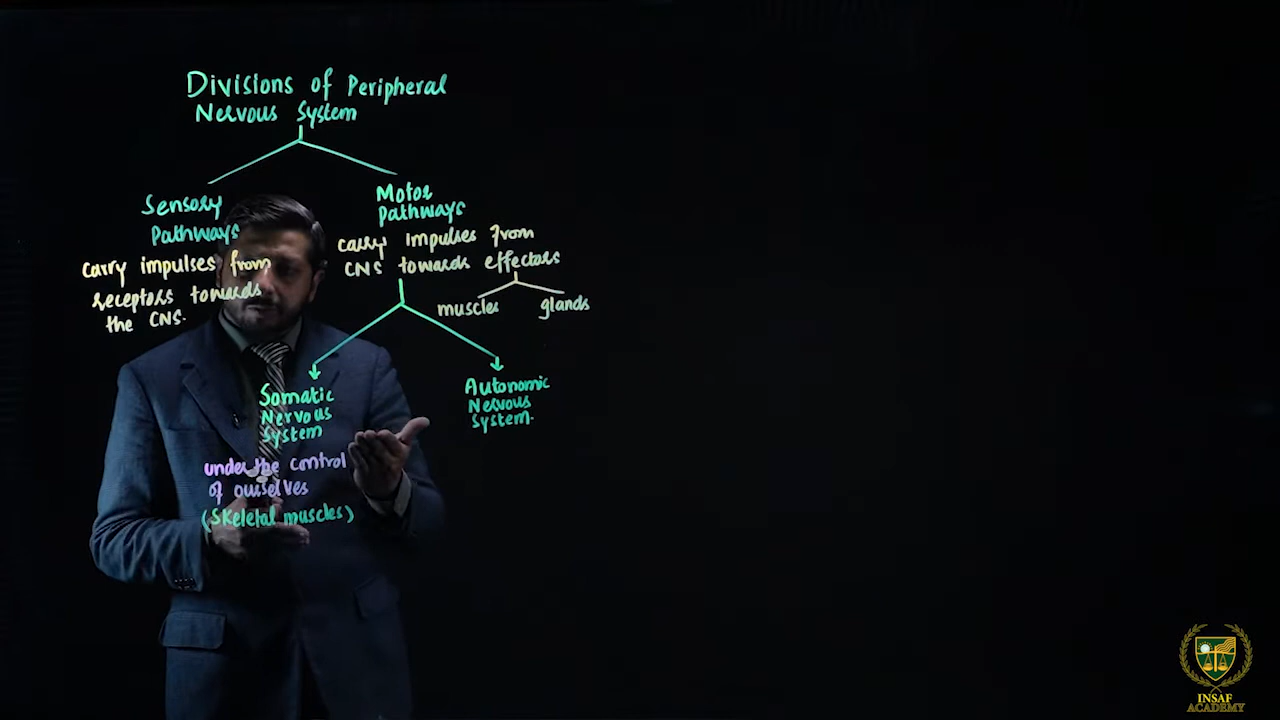 Divisions of Peripheral
Nervous System
Sensory
Pathways
carry impulses from
receptors towards
the CNS.
Motor
Pathways
carry impulses from
CNS towards effectors
muscles
glands
Somatic
Nervous
System
under the control
of ourselves
(Skeletal muscles)
Autonomic
Nervous
System.
INSAF
ACADEMY